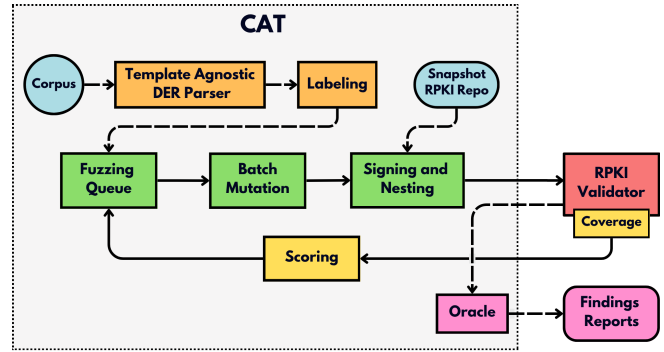 CAT
Corpus
Template Agnostic
DER Parser
Labeling
Snapshot
RPKI Repo
Fuzzing
Queue
Batch
Mutation
Signing and
Nesting
RPKI
Validator
Coverage
Scoring
Oracle
Findings
Reports